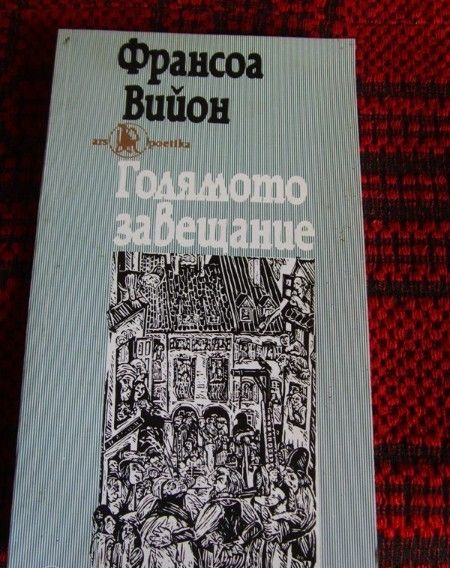 Франсоа
Вийон
ars poetika
Голямото
завещание